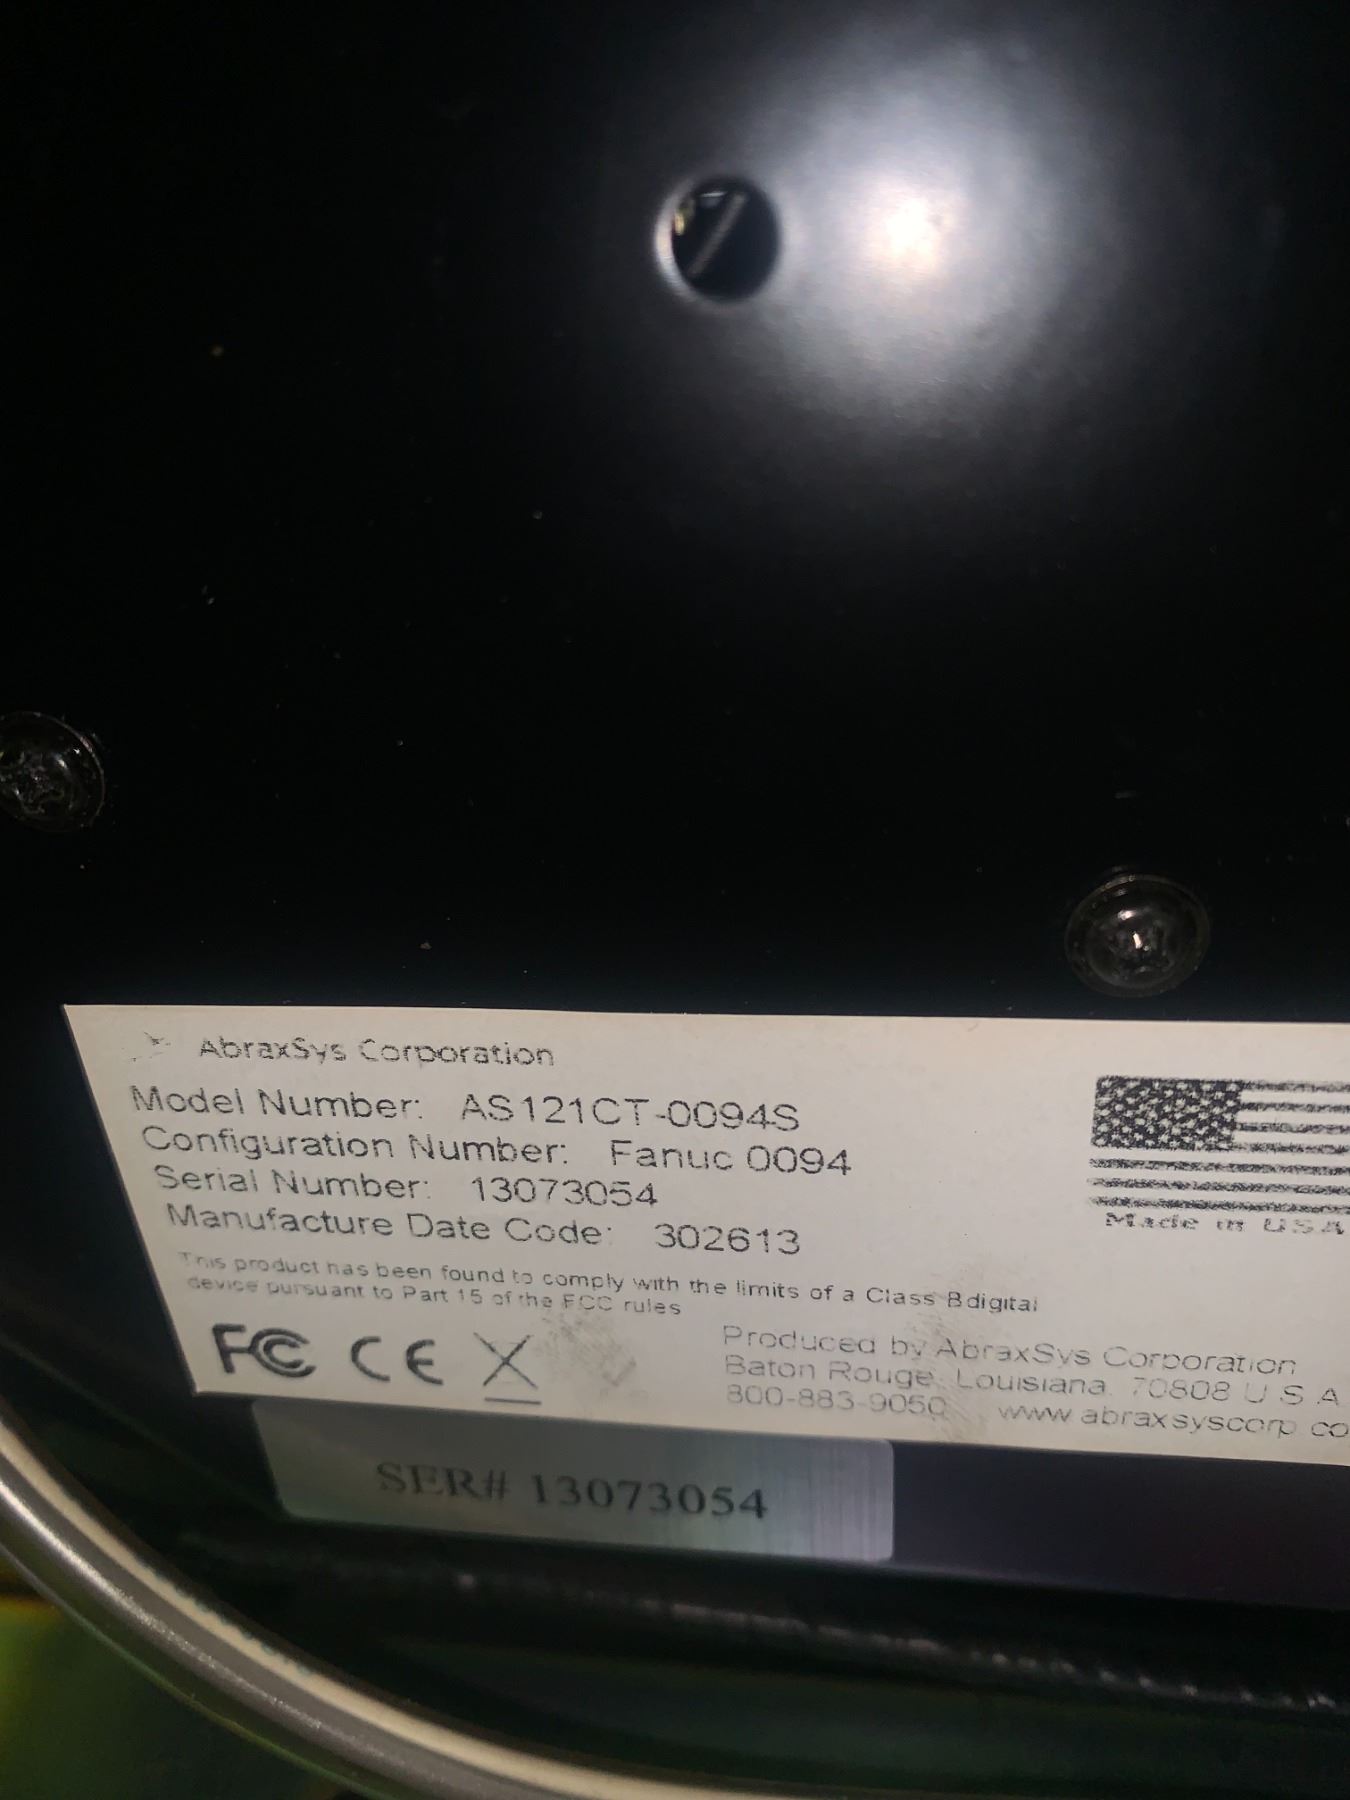 AbraxSys Corporation
Model Number: AS121CT-0094S
Configuration Number: Fanuc 0094
Serial Number: 13073054
Manufacture Date Code: 302613
Made in USA
This product has been found to comply with the limits of a Class B digital
device pursuant to Part 15 of the FCC rules
FC CE
Produced by AbraxSys Corporation
Baton Rouge, Louisiana 70808 U S A
800-883-9050 www.abraxsyscorp.co
SER# 13073054